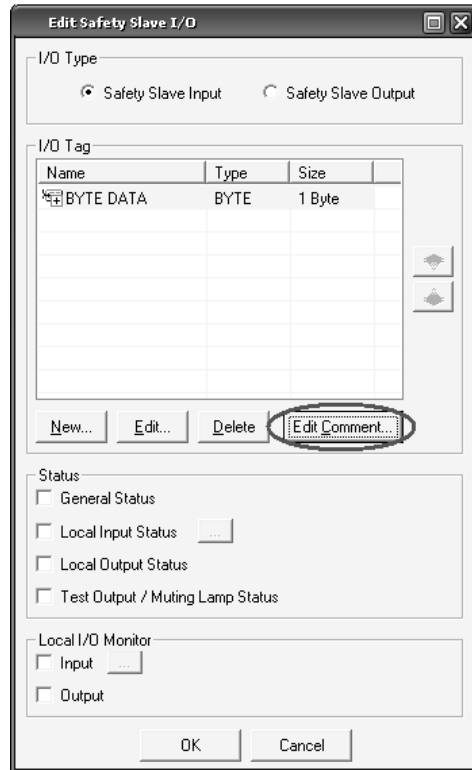 Edit Safety Slave I/O
I/O Type
Safety Slave Input Safety Slave Output
I/O Tag
Name Type Size
BYTE DATA BYTE 1 Byte
New... Edit... Delete Edit Comment...
Status
General Status
Local Input Status ...
Local Output Status
Test Output / Muting Lamp Status
Local I/O Monitor
Input ...
Output
OK Cancel